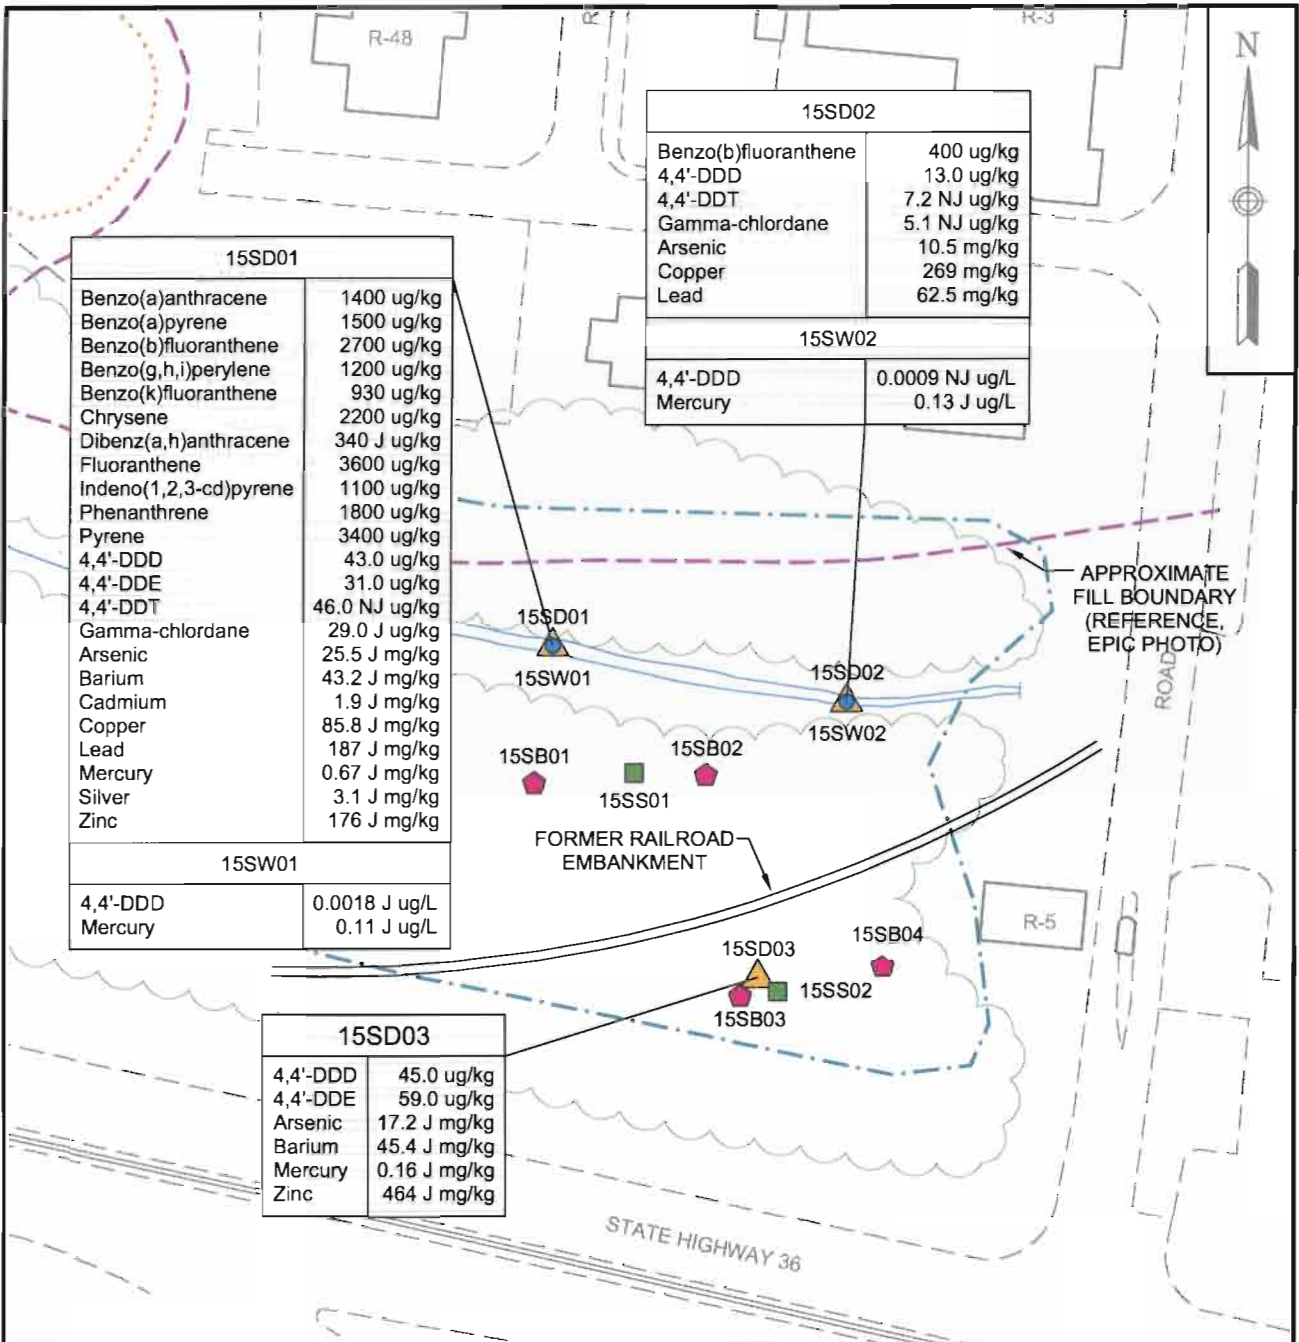 R-48
R-3
N
15SD02
Benzo(b)fluoranthene 400 ug/kg
4,4'-DDD 13.0 ug/kg
4,4'-DDT 7.2 NJ ug/kg
Gamma-chlordane 5.1 NJ ug/kg
Arsenic 10.5 mg/kg
Copper 269 mg/kg
Lead 62.5 mg/kg
15SW02
4,4'-DDD 0.0009 NJ ug/L
Mercury 0.13 J ug/L
15SD01
Benzo(a)anthracene 1400 ug/kg
Benzo(a)pyrene 1500 ug/kg
Benzo(b)fluoranthene 2700 ug/kg
Benzo(g,h,i)perylene 1200 ug/kg
Benzo(k)fluoranthene 930 ug/kg
Chrysene 2200 ug/kg
Dibenz(a,h)anthracene 340 J ug/kg
Fluoranthene 3600 ug/kg
Indeno(1,2,3-cd)pyrene 1100 ug/kg
Phenanthrene 1800 ug/kg
Pyrene 3400 ug/kg
4,4'-DDD 43.0 ug/kg
4,4'-DDE 31.0 ug/kg
4,4'-DDT 46.0 NJ ug/kg
Gamma-chlordane 29.0 J ug/kg
Arsenic 25.5 J mg/kg
Barium 43.2 J mg/kg
Cadmium 1.9 J mg/kg
Copper 85.8 J mg/kg
Lead 187 J mg/kg
Mercury 0.67 J mg/kg
Silver 3.1 J mg/kg
Zinc 176 J mg/kg
15SW01
4,4'-DDD 0.0018 J ug/L
Mercury 0.11 J ug/L
APPROXIMATE
FILL BOUNDARY
(REFERENCE,
EPIC PHOTO)
ROAD
15SD01
15SW01
15SD02
15SW02
15SB01
15SS01
15SB02
FORMER RAILROAD
EMBANKMENT
R-5
15SD03
15SB04
15SS02
15SB03
15SD03
4,4'-DDD 45.0 ug/kg
4,4'-DDE 59.0 ug/kg
Arsenic 17.2 J mg/kg
Barium 45.4 J mg/kg
Mercury 0.16 J mg/kg
Zinc 464 J mg/kg
STATE HIGHWAY 36